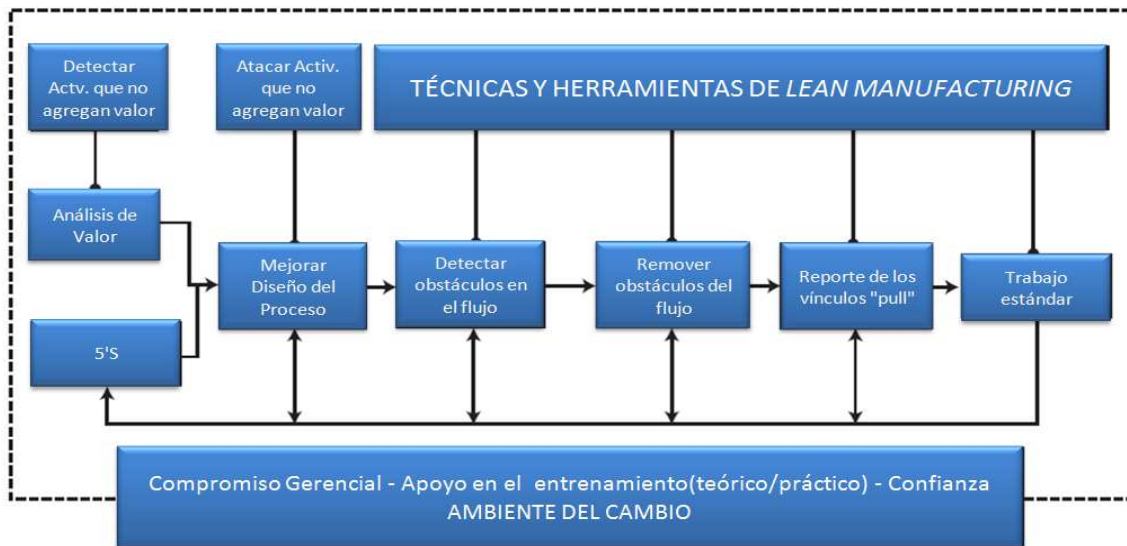 Detectar
Actv. que no
agregan valor
Atacar Activ.
que no
agregan valor
TÉCNICAS Y HERRAMIENTAS DE LEAN MANUFACTURING
Análisis de
Valor
Mejorar
Diseño del
Proceso
Detectar
obstáculos en
el flujo
Remover
obstáculos del
flujo
Reporte de los
vínculos "pull"
Trabajo
estándar
5'S
Compromiso Gerencial - Apoyo en el entrenamiento(teórico/práctico) - Confianza
AMBIENTE DEL CAMBIO